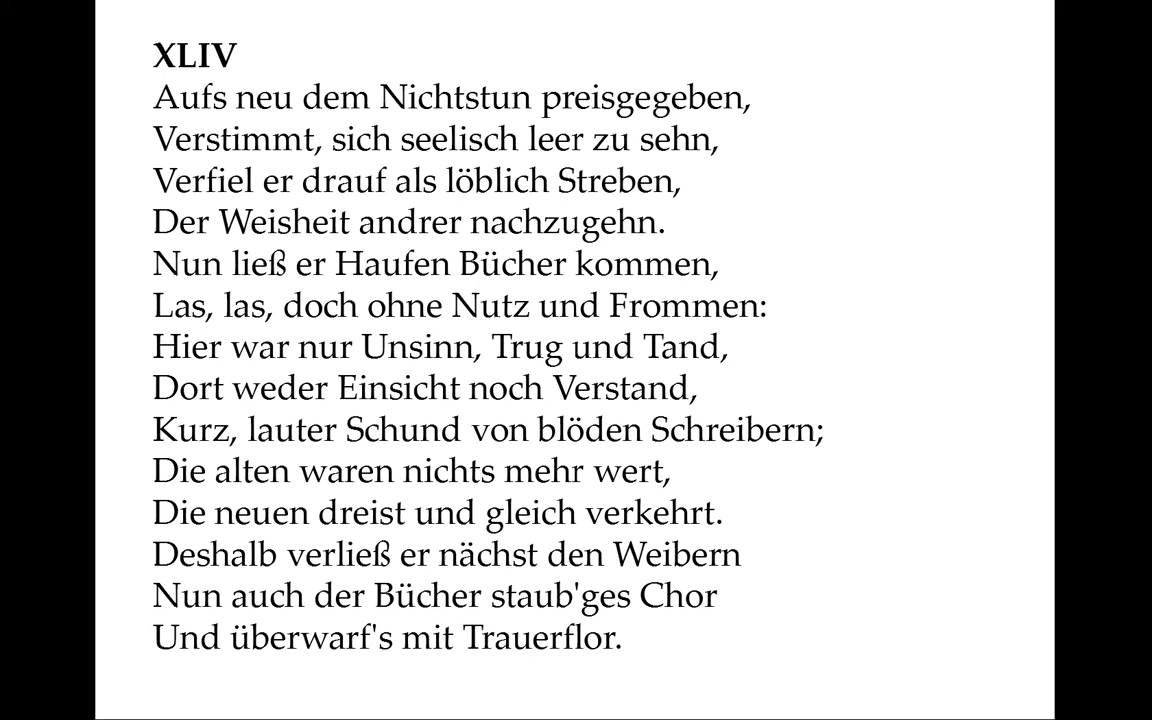 XLIV
Aufs neu dem Nichtstun preisgegeben,
Verstimmt, sich seelisch leer zu sehn,
Verfiel er drauf als löblich Streben,
Der Weisheit andrer nachzugehn.
Nun ließ er Haufen Bücher kommen,
Las, las, doch ohne Nutz und Frommen:
Hier war nur Unsinn, Trug und Tand,
Dort weder Einsicht noch Verstand,
Kurz, lauter Schund von blöden Schreibern;
Die alten waren nichts mehr wert,
Die neuen dreist und gleich verkehrt.
Deshalb verließ er nächst den Weibern
Nun auch der Bücher staub'ges Chor
Und überwarf's mit Trauerflor.